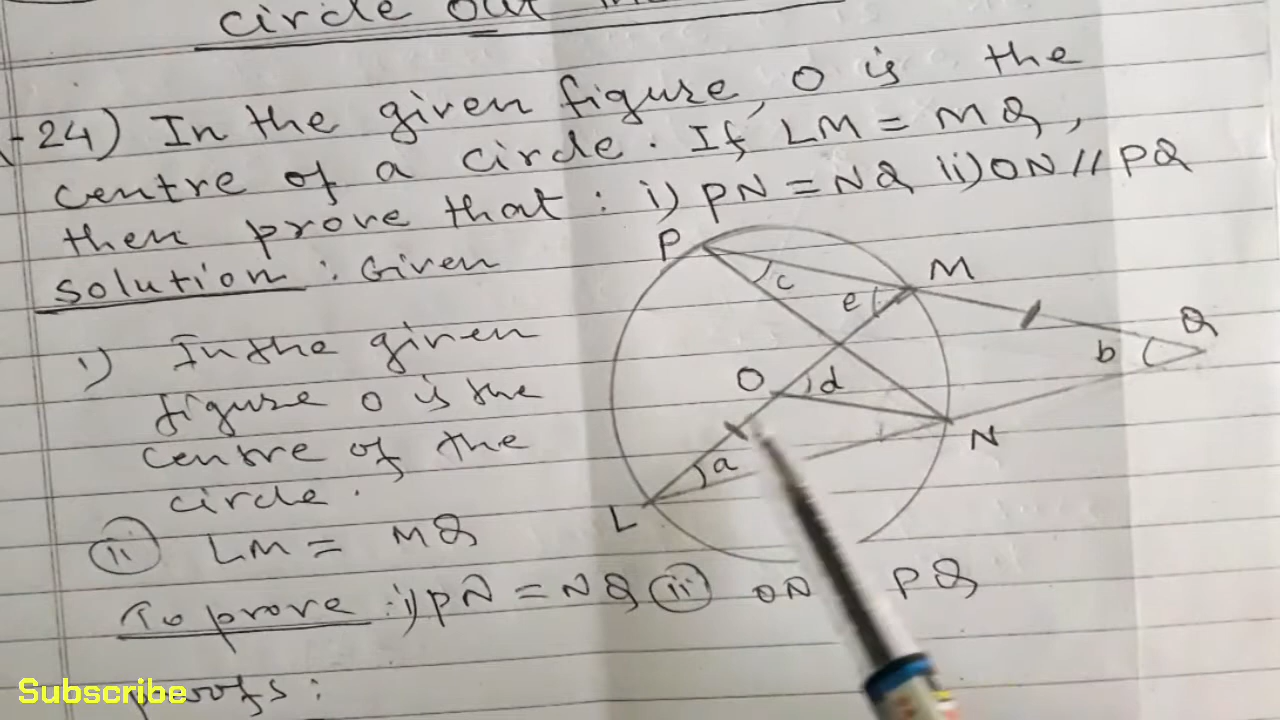 circle out
-24) In the given figure, O is the
centre of a circle. If LM = MQ,
then prove that : i) PN = NQ ii) ON // PQ
solution : Given
i) In the given
figure O is the
centre of the
circle.
ii LM = MQ
To prove : i) PN = NQ ii ON PQ
proofs :
P
c
M
e
Q
b
O
d
N
a
L
Subscribe